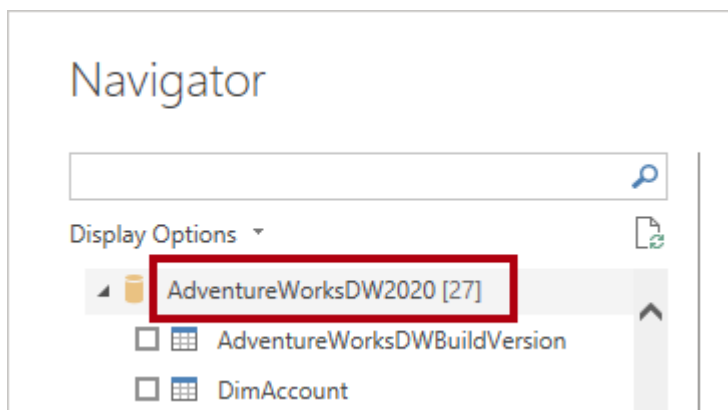 Navigator
Display Options
AdventureWorksDW2020 [27]
AdventureWorksDWBuildVersion
DimAccount